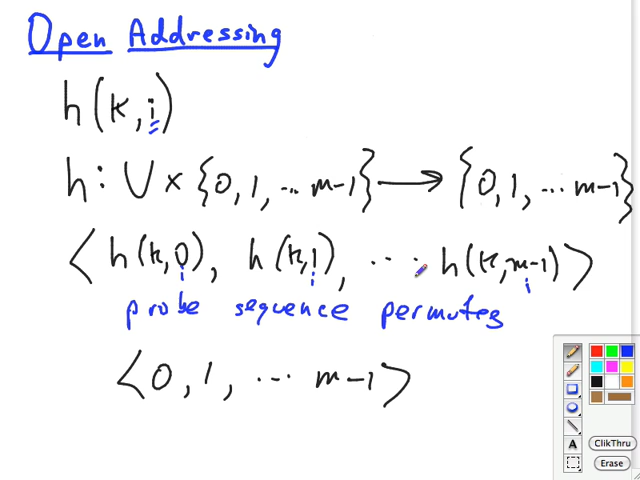 Open Addressing
h(k,i)
h: U × {0, 1, ... m-1} → {0, 1, ... m-1}
<h(k,0), h(k,1), ... h(k,m-1)>
i i i
probe sequence permutes
<0, 1, ... m-1>
A
ClikThru
Erase